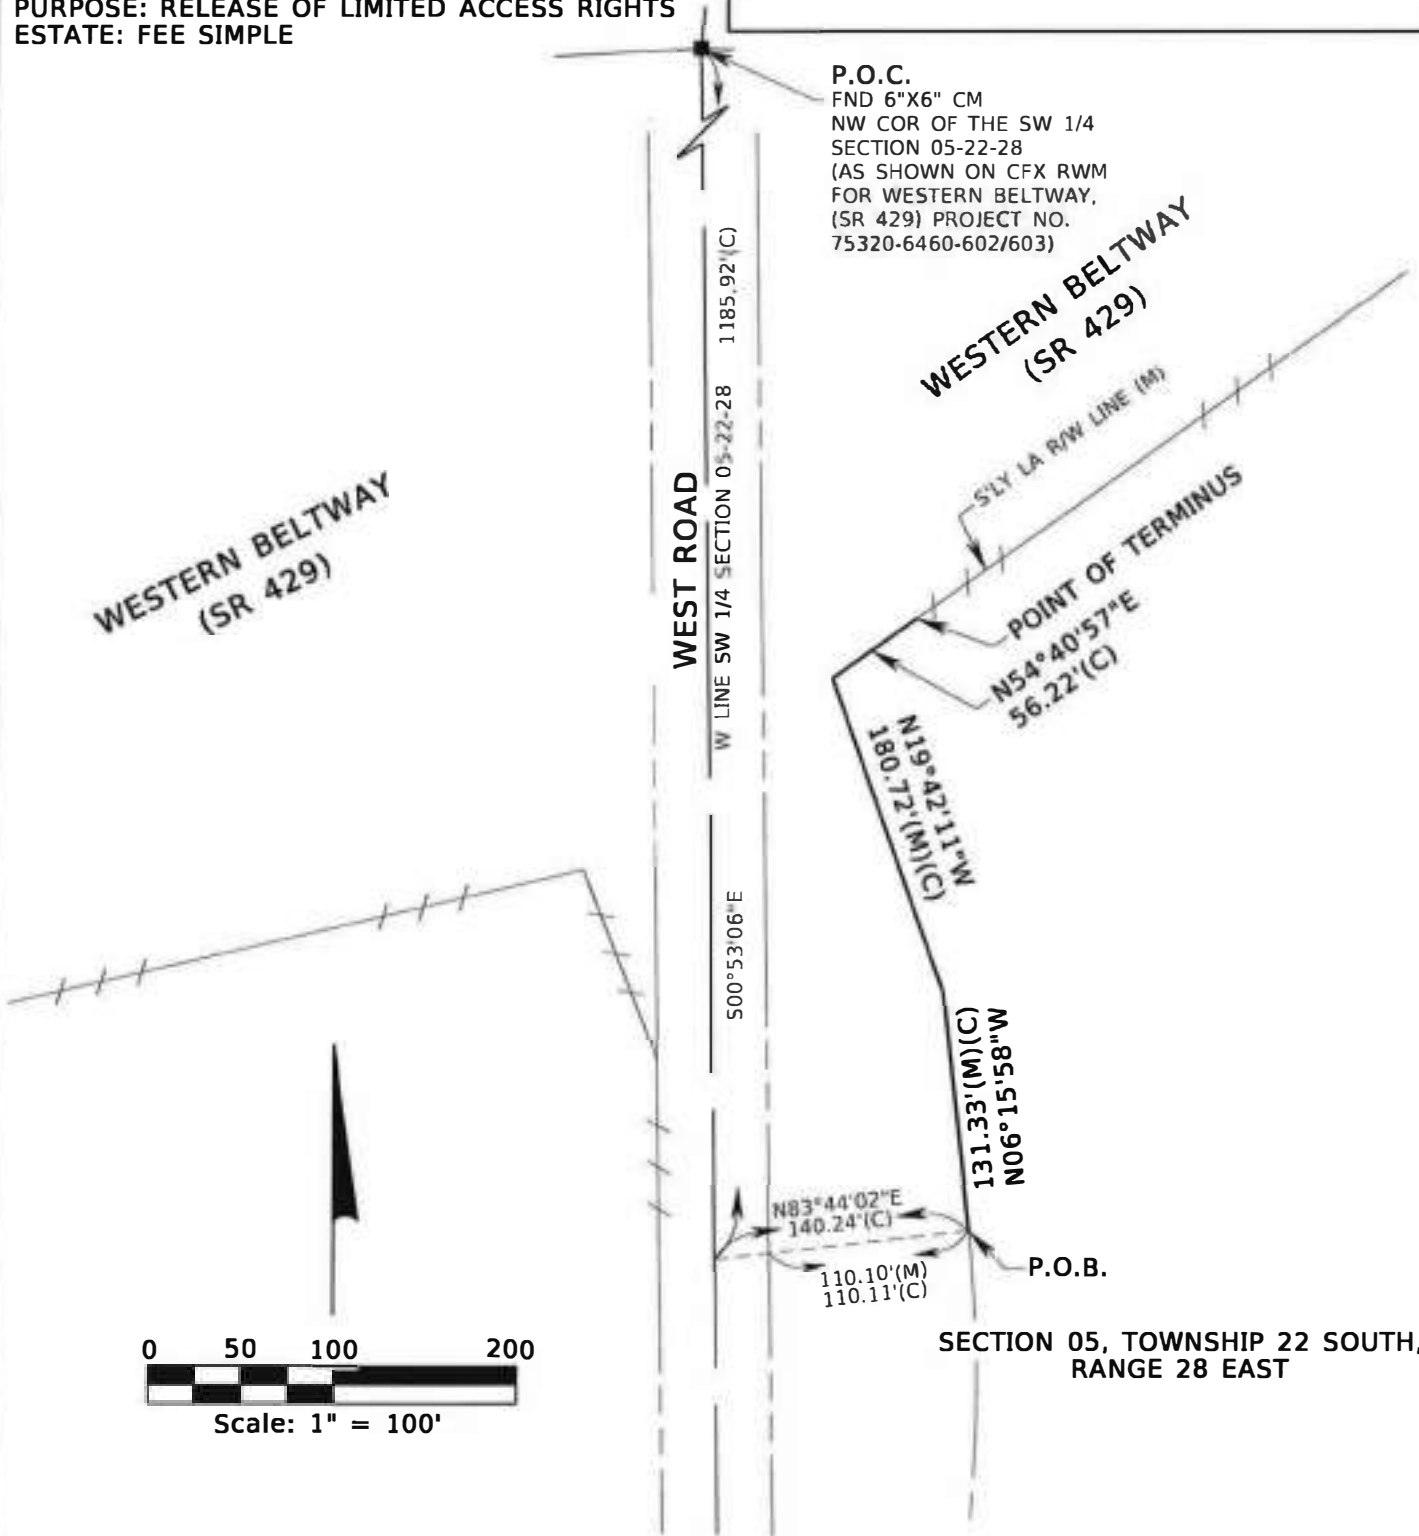 PURPOSE: RELEASE OF LIMITED ACCESS RIGHTS
ESTATE: FEE SIMPLE
P.O.C.
FND 6"X6" CM
NW COR OF THE SW 1/4
SECTION 05-22-28
(AS SHOWN ON CFX RWM
FOR WESTERN BELTWAY,
(SR 429) PROJECT NO.
75320-6460-602/603)
WESTERN BELTWAY
(SR 429)
S'LY LA R/W LINE (M)
POINT OF TERMINUS
N54°40'57"E
56.22'(C)
WESTERN BELTWAY
(SR 429)
WEST ROAD
W LINE SW 1/4 SECTION 05-22-28
1185.92'(C)
S00°53'06"E
N19°42'11"W
180.72'(M)(C)
131.33'(M)(C)
N06°15'58"W
N83°44'02"E
140.24'(C)
110.10'(M)
110.11'(C)
P.O.B.
SECTION 05, TOWNSHIP 22 SOUTH,
RANGE 28 EAST
0 50 100 200
Scale: 1" = 100'